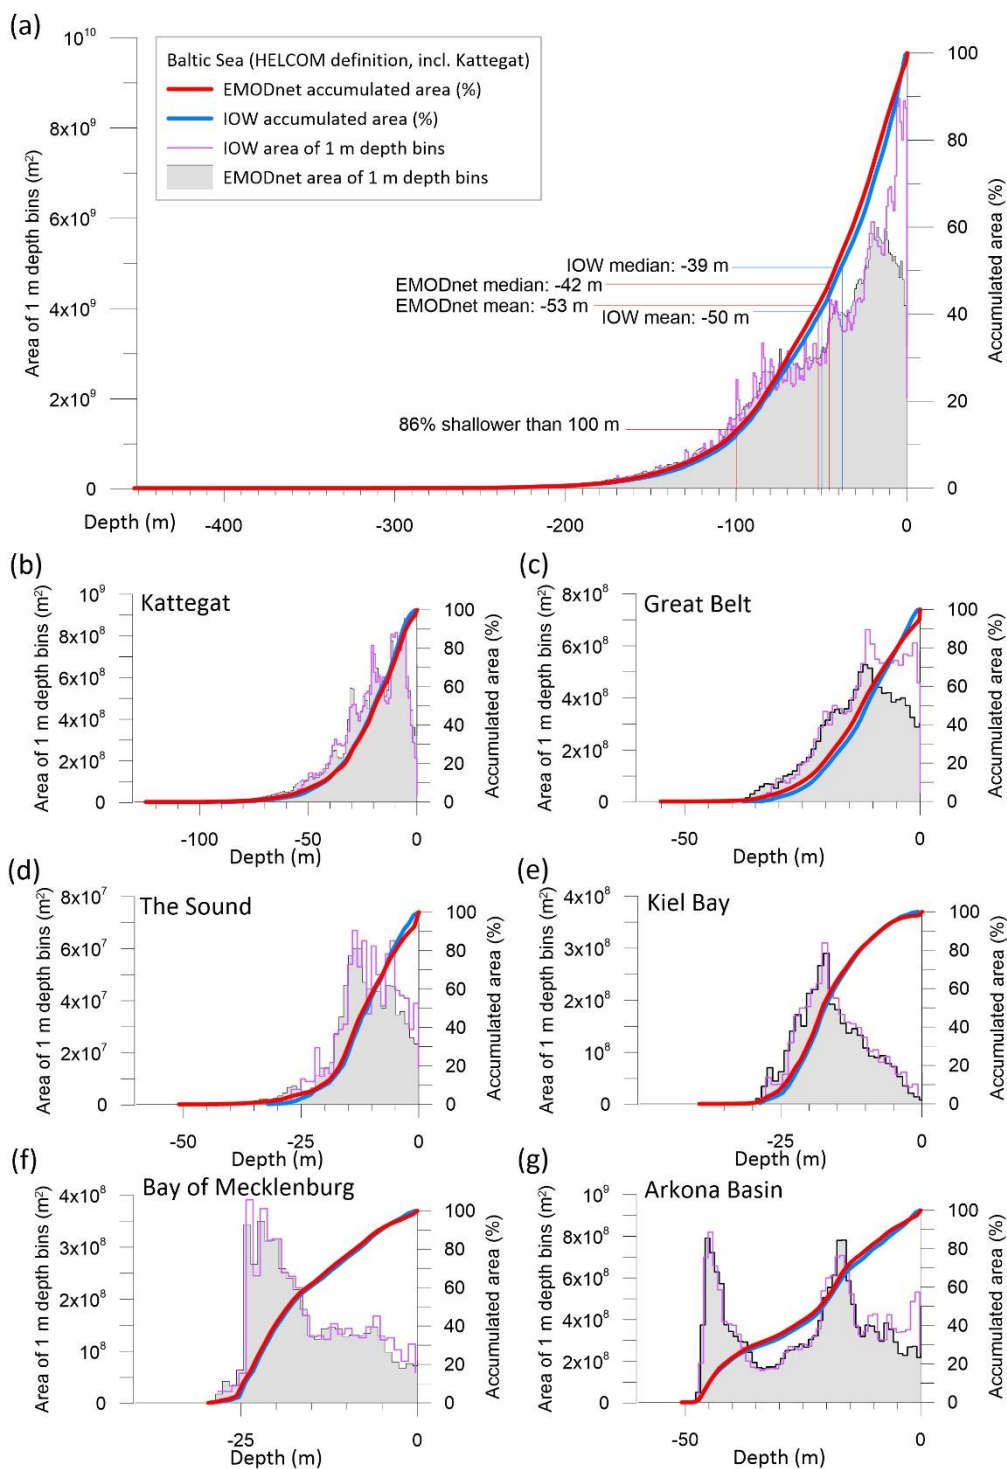 (a)
10¹⁰
8x10⁹
6x10⁹
4x10⁹
2x10⁹
0
Area of 1 m depth bins (m²)
Baltic Sea (HELCOM definition, incl. Kattegat)
EMODnet accumulated area (%)
IOW accumulated area (%)
IOW area of 1 m depth bins
EMODnet area of 1 m depth bins
100
80
60
40
20
0
Accumulated area (%)
IOW median: -39 m
EMODnet median: -42 m
EMODnet mean: -53 m
IOW mean: -50 m
86% shallower than 100 m
Depth (m)
-400
-300
-200
-100
0
(b)
Kattegat
10⁹
8x10⁸
6x10⁸
4x10⁸
2x10⁸
0
Area of 1 m depth bins (m²)
100
80
60
40
20
0
Accumulated area (%)
-100
-50
0
Depth (m)
(c)
Great Belt
8x10⁸
6x10⁸
4x10⁸
2x10⁸
0
Area of 1 m depth bins (m²)
100
80
60
40
20
0
Accumulated area (%)
-50
0
Depth (m)
(d)
The Sound
8x10⁷
6x10⁷
4x10⁷
2x10⁷
0
Area of 1 m depth bins (m²)
100
80
60
40
20
0
Accumulated area (%)
-50
-25
0
Depth (m)
(e)
Kiel Bay
4x10⁸
3x10⁸
2x10⁸
10⁸
0
Area of 1 m depth bins (m²)
100
80
60
40
20
0
Accumulated area (%)
-25
0
Depth (m)
(f)
Bay of Mecklenburg
4x10⁸
3x10⁸
2x10⁸
10⁸
0
Area of 1 m depth bins (m²)
100
80
60
40
20
0
Accumulated area (%)
-25
0
Depth (m)
(g)
Arkona Basin
10⁹
8x10⁸
6x10⁸
4x10⁸
2x10⁸
0
Area of 1 m depth bins (m²)
100
80
60
40
20
0
Accumulated area (%)
-50
0
Depth (m)